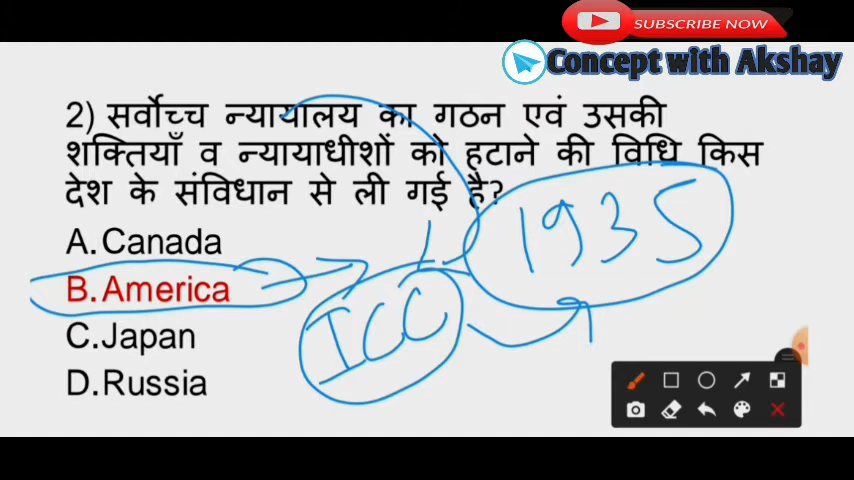 SUBSCRIBE NOW
Concept with Akshay
2) सर्वोच्च न्यायालय का गठन एवं उसकी
शक्तियाँ व न्यायाधीशों को हटाने की विधि किस
देश के संविधान से ली गई है?
A. Canada
B. America
C. Japan
D. Russia
1935
ICC